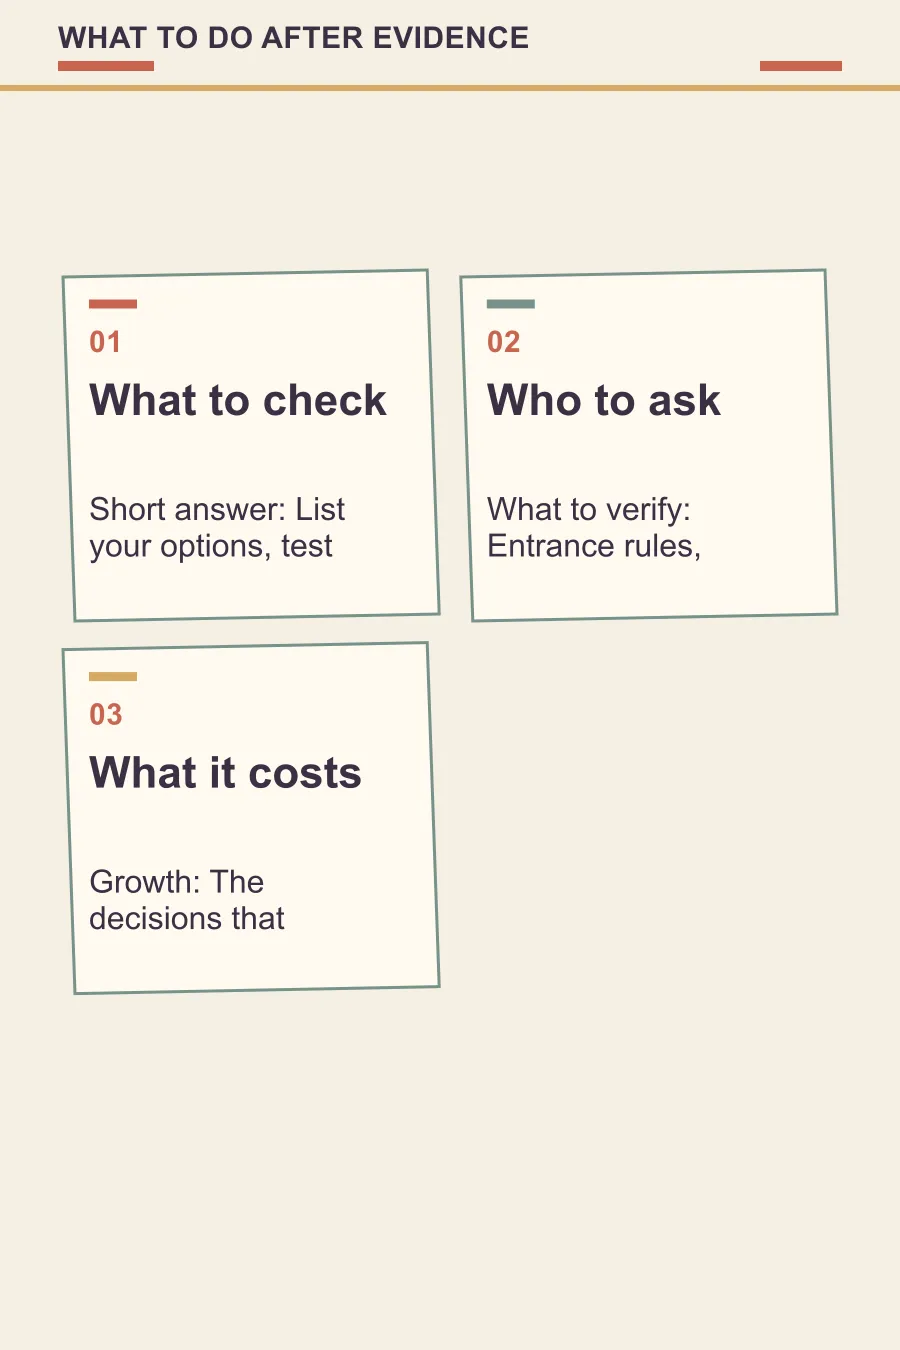 WHAT TO DO AFTER EVIDENCE
01
What to check
Short answer: List
your options, test
02
Who to ask
What to verify:
Entrance rules,
03
What it costs
Growth: The
decisions that